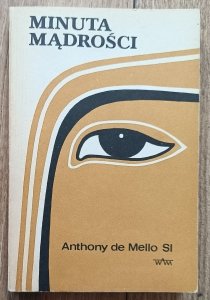 MINUTA
MĄDROŚCI
Anthony de Mello SI
WAM